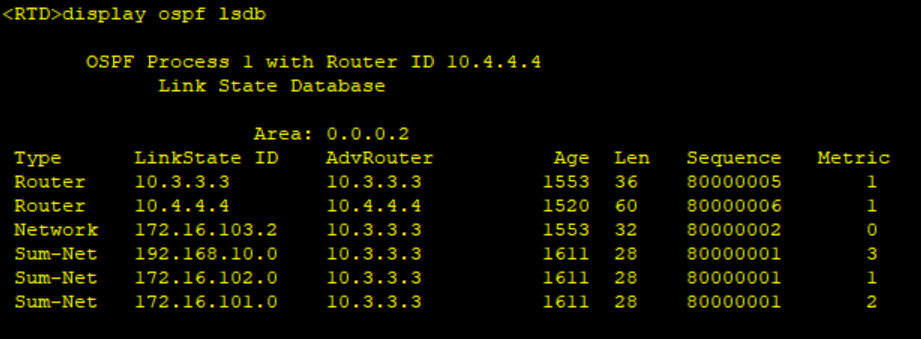 <RTD>display ospf lsdb
OSPF Process 1 with Router ID 10.4.4.4
Link State Database
Area: 0.0.0.2
Type LinkState ID AdvRouter Age Len Sequence Metric
Router 10.3.3.3 10.3.3.3 1553 36 80000005 1
Router 10.4.4.4 10.4.4.4 1520 60 80000006 1
Network 172.16.103.2 10.3.3.3 1553 32 80000002 0
Sum-Net 192.168.10.0 10.3.3.3 1611 28 80000001 3
Sum-Net 172.16.102.0 10.3.3.3 1611 28 80000001 1
Sum-Net 172.16.101.0 10.3.3.3 1611 28 80000001 2